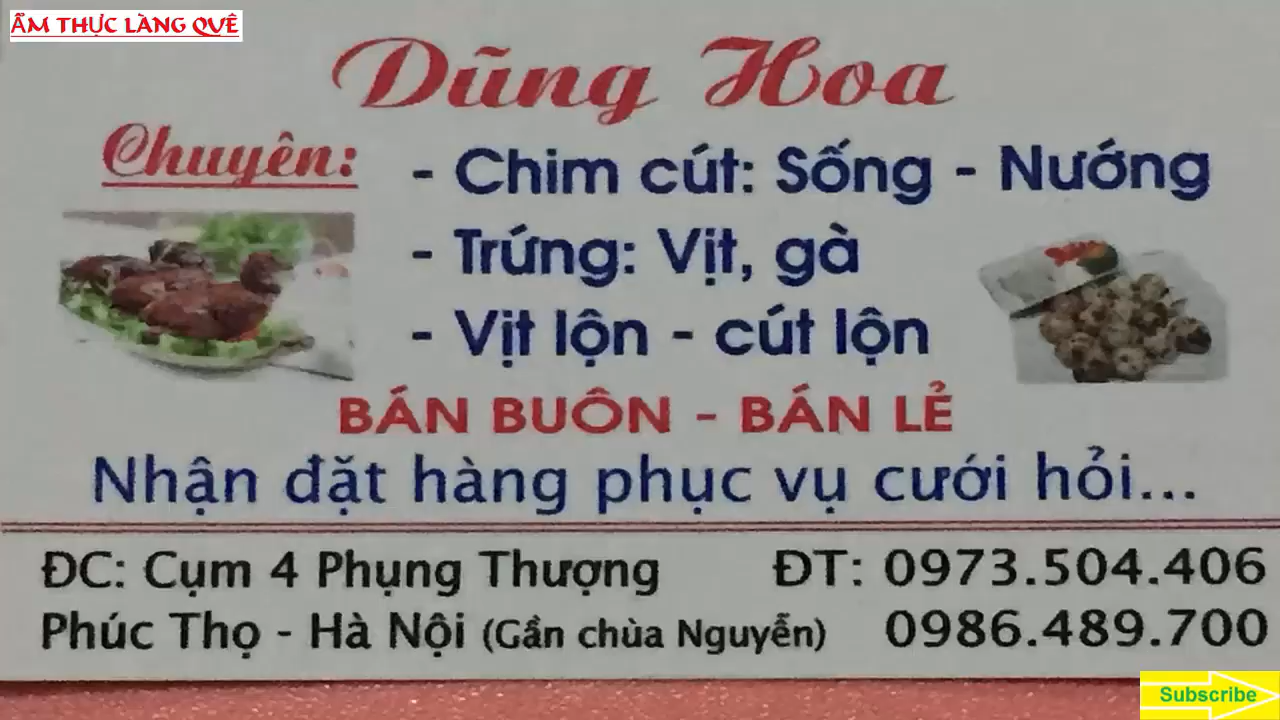 ẨM THỰC LÀNG QUÊ
Dũng Hoa
Chuyên:
- Chim cút: Sống - Nướng
- Trứng: Vịt, gà
- Vịt lộn - cút lộn
BÁN BUÔN - BÁN LẺ
Nhận đặt hàng phục vụ cưới hỏi...
ĐC: Cụm 4 Phụng Thượng
ĐT: 0973.504.406
Phúc Thọ - Hà Nội (Gần chùa Nguyễn)
0986.489.700
Subscribe